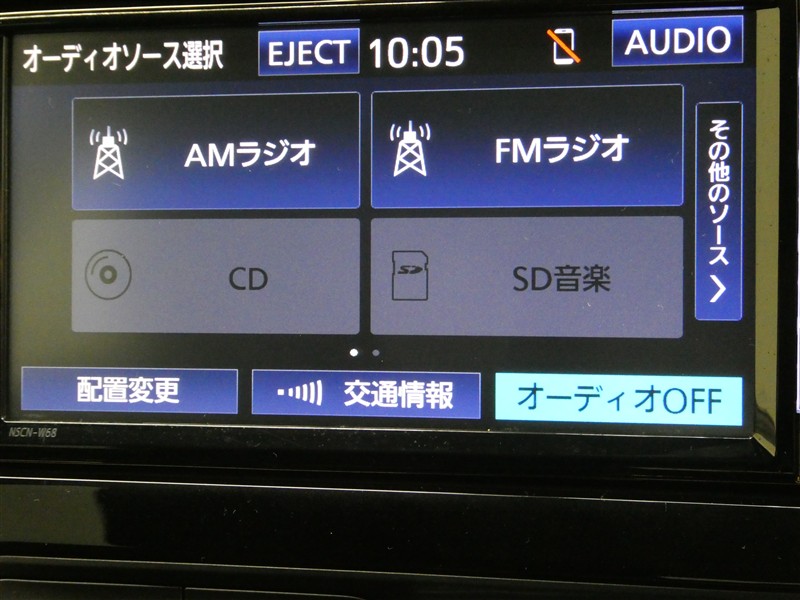 オーディオソース選択
EJECT
10:05
AUDIO
AMラジオ
FMラジオ
その他のソース
CD
SD
SD音楽
配置変更
交通情報
オーディオOFF
NSCN-W68